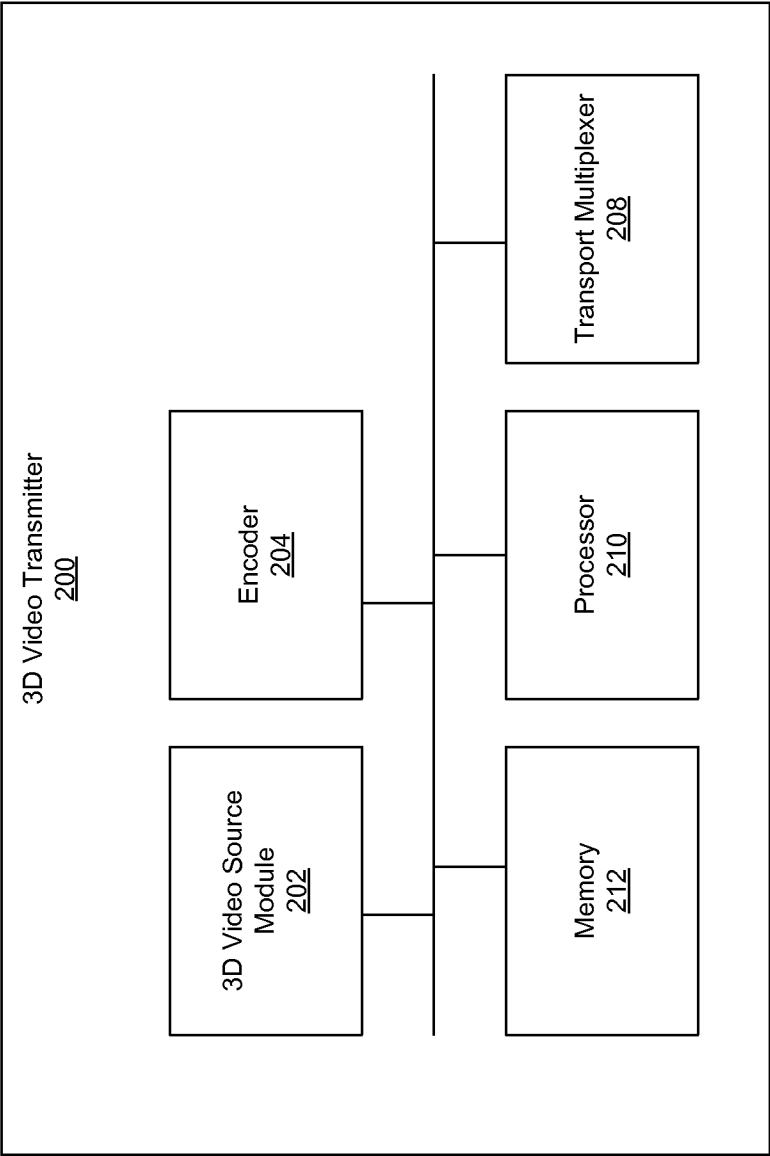 3D Video Transmitter
200
3D Video Source
Module
202
Encoder
204
Memory
212
Processor
210
Transport Multiplexer
208